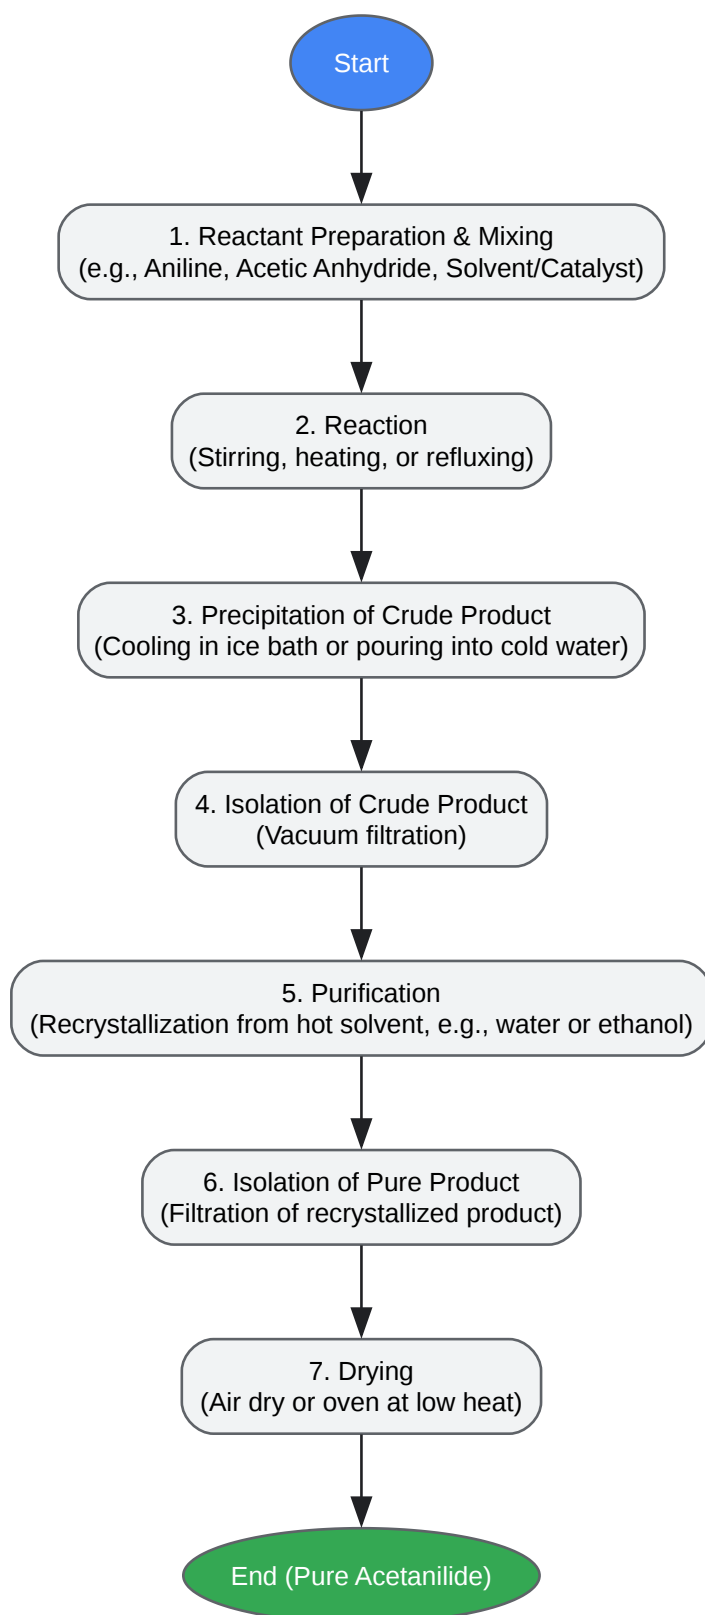 Start
1. Reactant Preparation & Mixing
(e.g., Aniline, Acetic Anhydride, Solvent/Catalyst)
2. Reaction
(Stirring, heating, or refluxing)
3. Precipitation of Crude Product
(Cooling in ice bath or pouring into cold water)
4. Isolation of Crude Product
(Vacuum filtration)
5. Purification
(Recrystallization from hot solvent, e.g., water or ethanol)
6. Isolation of Pure Product
(Filtration of recrystallized product)
7. Drying
(Air dry or oven at low heat)
End (Pure Acetanilide)